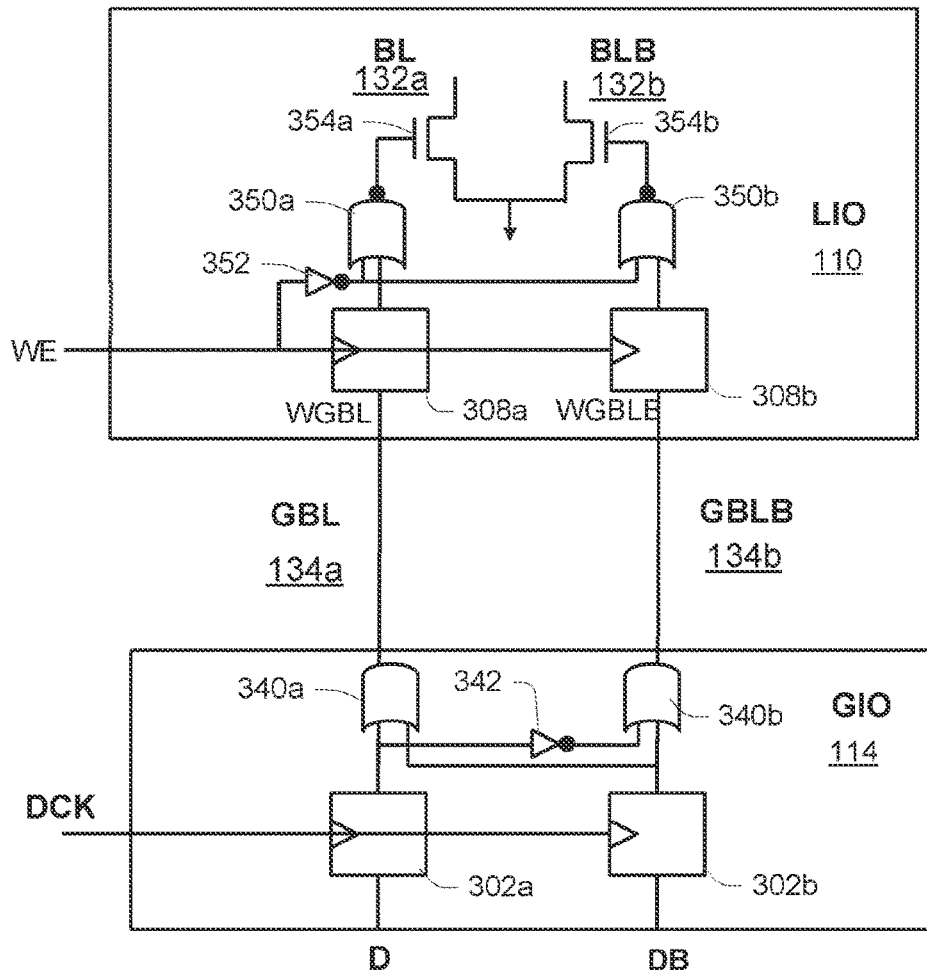 BL
132a
BLB
132b
354a
354b
350a
350b
LIO
110
352
WE
WGBL
308a
WGBLB
308b
GBL
134a
GBLB
134b
340a
342
340b
GIO
114
DCK
302a
302b
D
DB